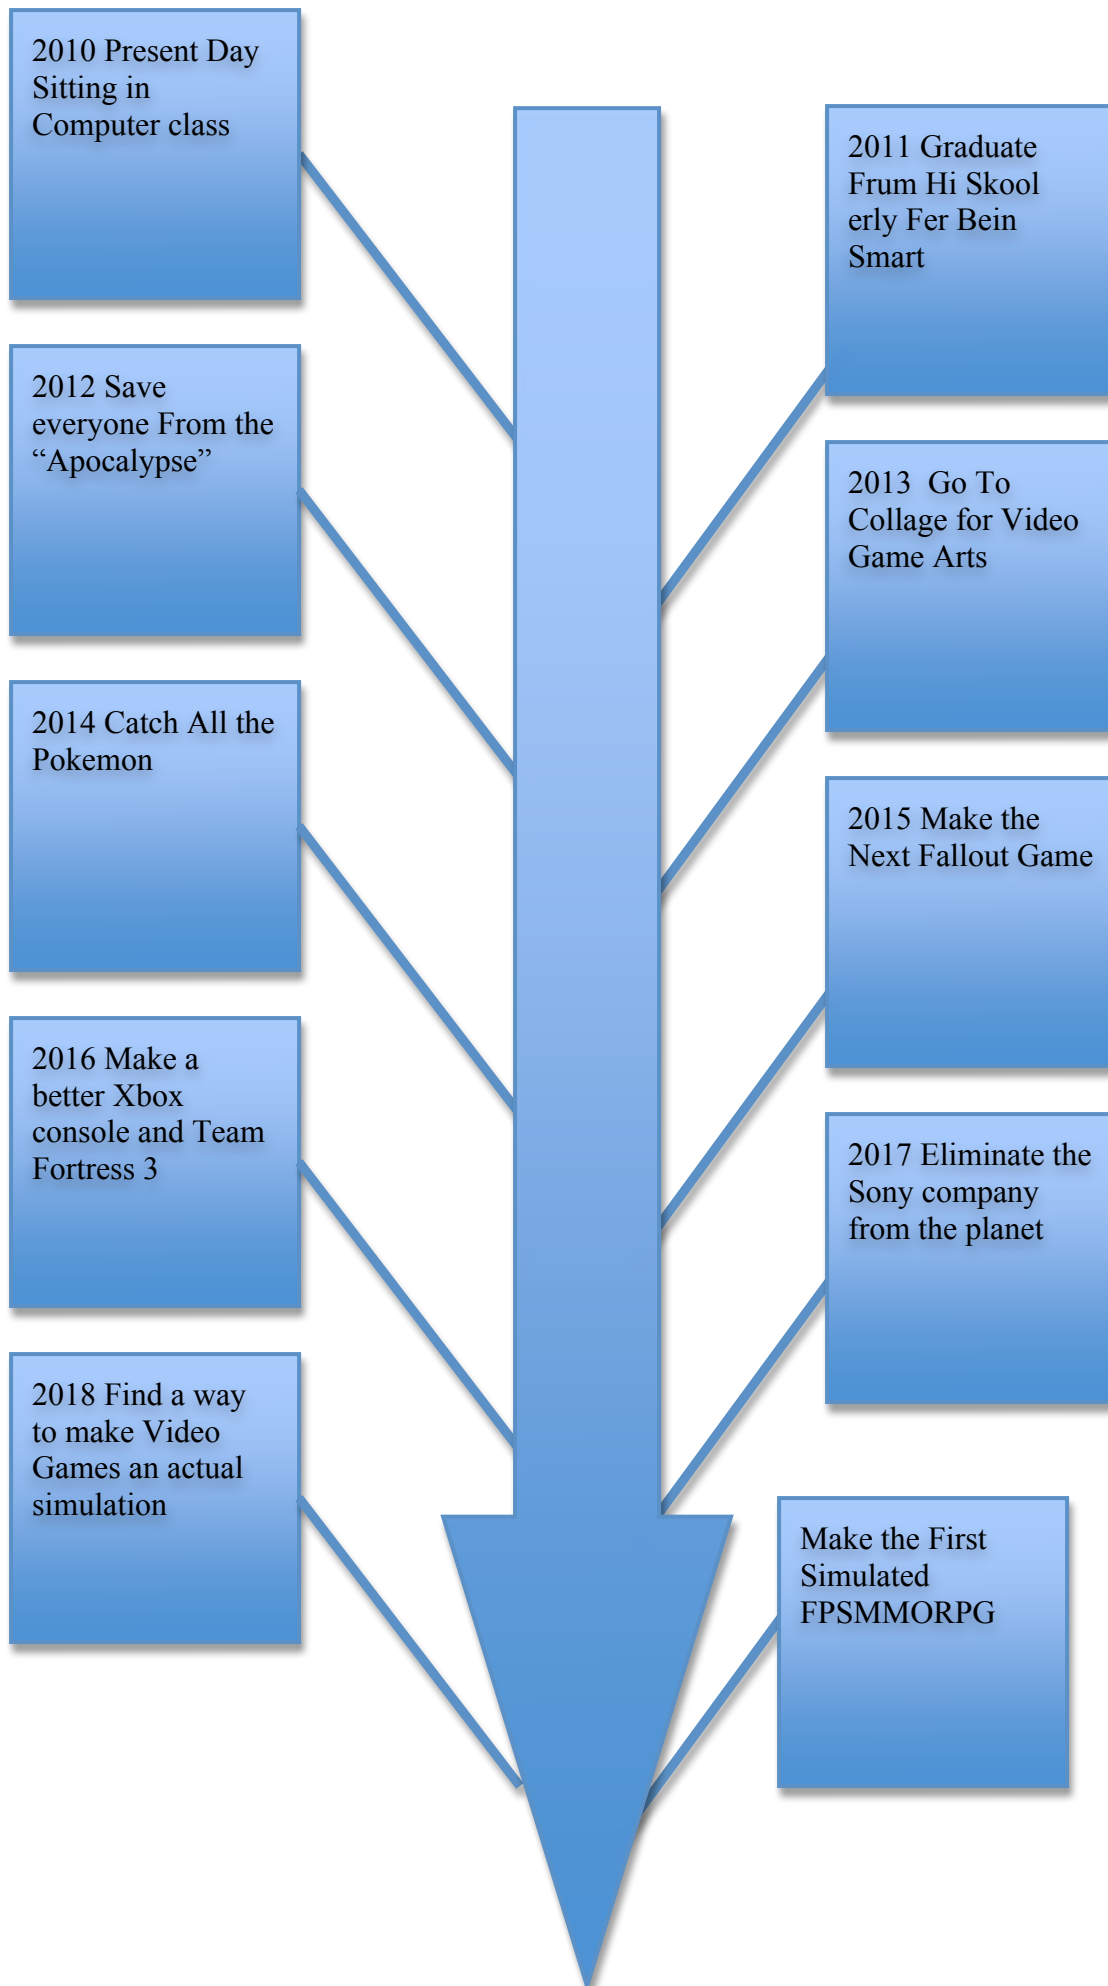 2010 Present Day
Sitting in
Computer class
2011 Graduate
Frum Hi Skool
erly Fer Bein
Smart
2012 Save
everyone From the
“Apocalypse”
2013  Go To
Collage for Video
Game Arts
2014 Catch All the
Pokemon
2015 Make the
Next Fallout Game
2016 Make a
better Xbox
console and Team
Fortress 3
2017 Eliminate the
Sony company
from the planet
2018 Find a way
to make Video
Games an actual
simulation
Make the First
Simulated
FPSMMORPG